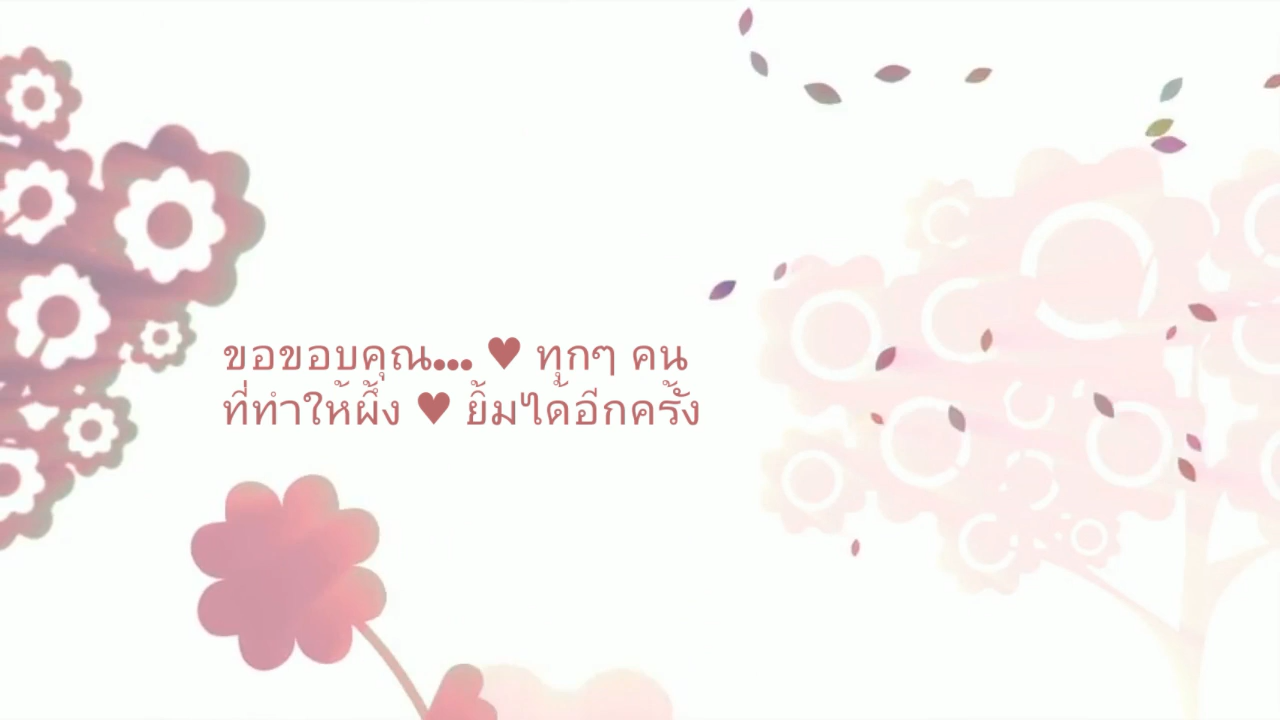 ขอขอบคุณ... ♥ ทุกๆ คน
ที่ทำให้ผึ้ง ♥ ยิ้มได้อีกครั้ง